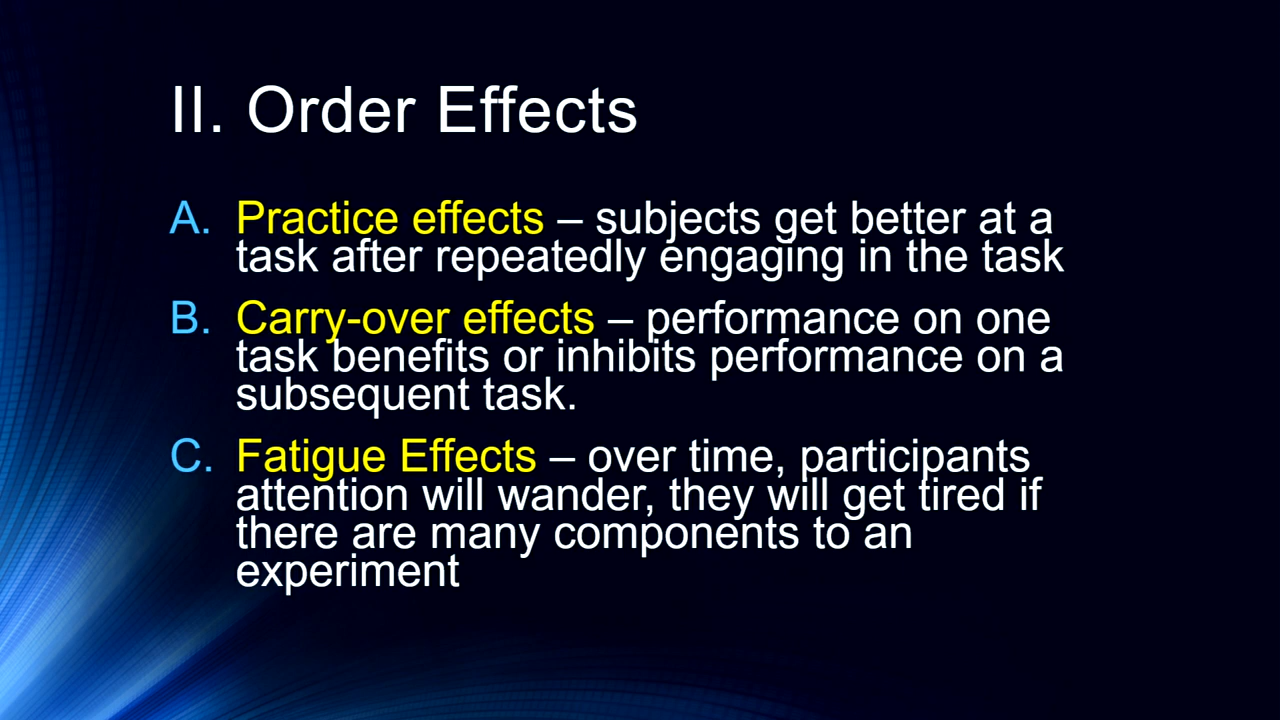 II. Order Effects
A. Practice effects – subjects get better at a
task after repeatedly engaging in the task
B. Carry-over effects – performance on one
task benefits or inhibits performance on a
subsequent task.
C. Fatigue Effects – over time, participants
attention will wander, they will get tired if
there are many components to an
experiment